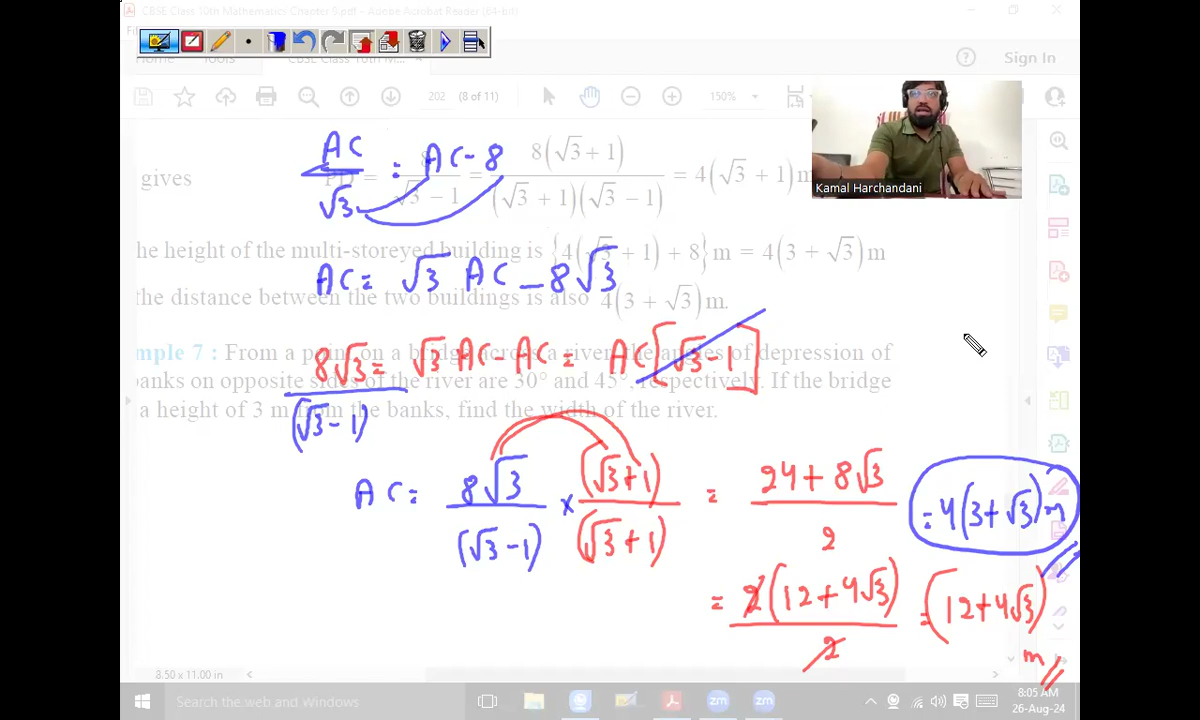 CBSE Class 10th Mathematics Chapter 9.pdf - Adobe Acrobat Reader (64-bit)
Home Tools CBSE Class 10th M... Sign In
202 (8 of 11) 150%
AC/√3 = AC - 8
gives PD = 8/(√3 - 1) = 8(√3 + 1)/((√3 + 1)(√3 - 1)) = 4(√3 + 1) m
Kamal Harchandani
he height of the multi-storeyed building is {4(√3 + 1) + 8} m = 4(3 + √3) m
AC = √3 AC - 8√3
the distance between the two buildings is also 4(3 + √3) m.
mple 7 : From a point on a bridge across a river, the angles of depression of
banks on opposite sides of the river are 30° and 45°, respectively. If the bridge
a height of 3 m from the banks, find the width of the river.
8√3/(√3-1) = √3 AC - AC = AC[√3-1]
AC = 8√3/(√3-1) × (√3+1)/(√3+1) = 24 + 8√3/2 = 4(3+√3)m
= 2(12+4√3)/2 = (12+4√3) m
8.50 x 11.00 in
Search the web and Windows
8:05 AM
26-Aug-24